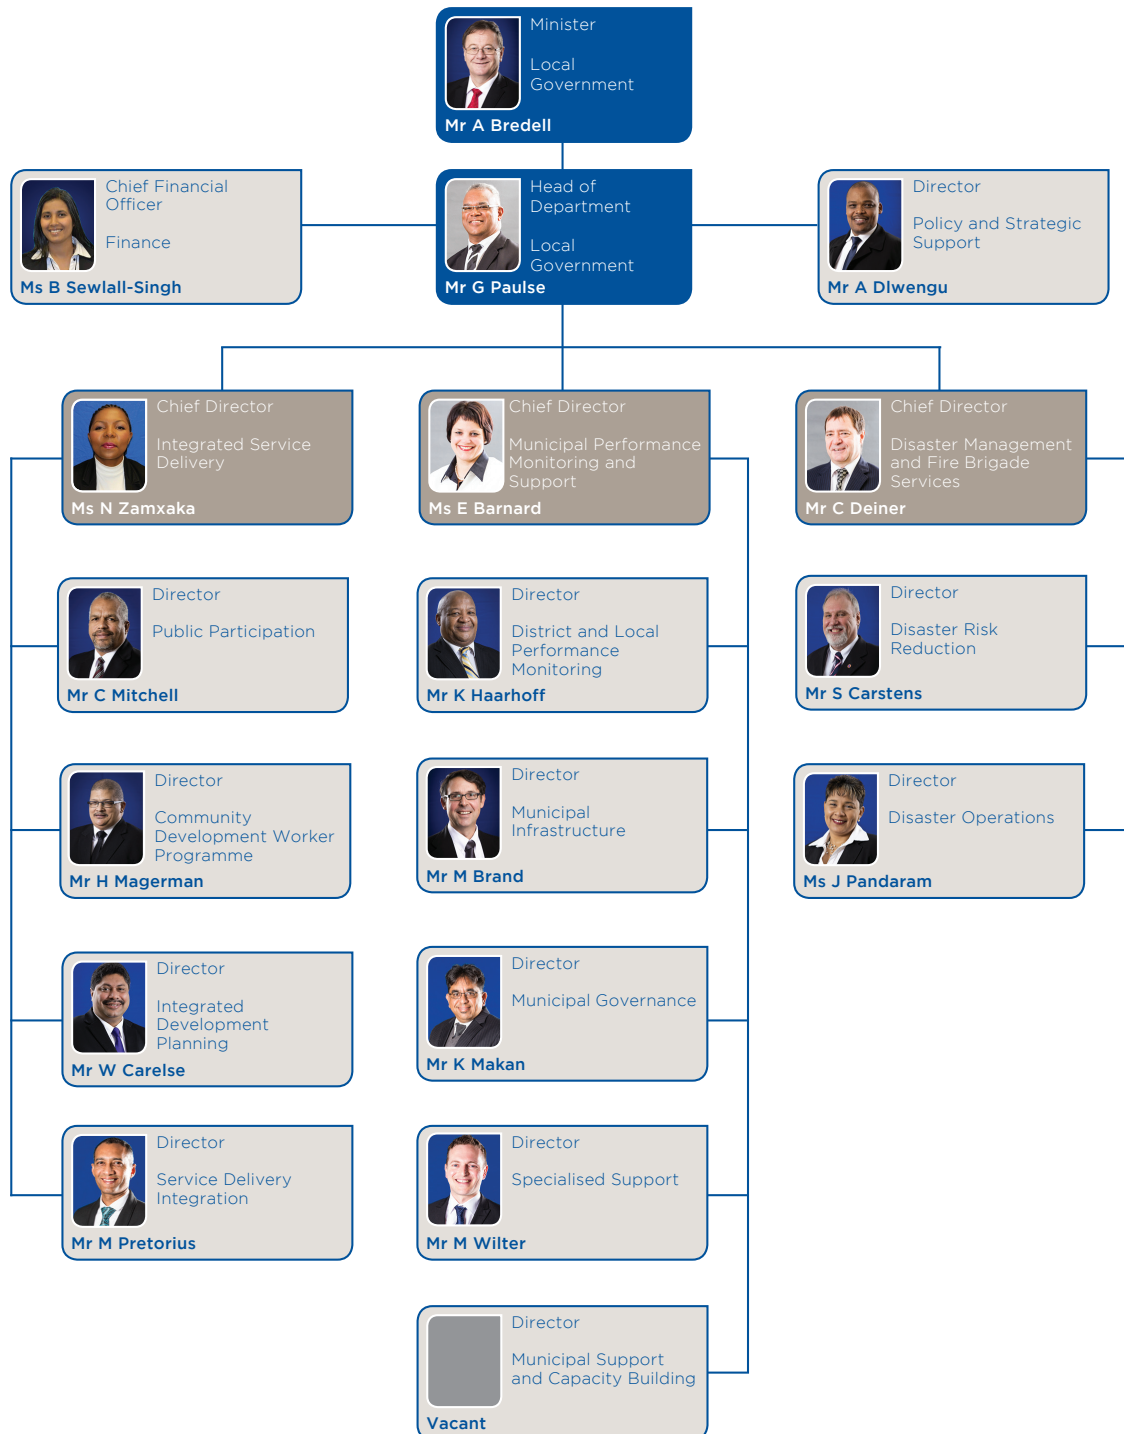 Minister
Local
Government
Mr A Bredell
Chief Financial
Officer
Finance
Ms B Sewlall-Singh
Head of
Department
Local
Government
Mr G Paulse
Director
Policy and Strategic
Support
Mr A Dlwengu
Chief Director
Integrated Service
Delivery
Ms N Zamxaka
Chief Director
Municipal Performance
Monitoring and
Support
Ms E Barnard
Chief Director
Disaster Management
and Fire Brigade
Services
Mr C Deiner
Director
Public Participation
Mr C Mitchell
Director
District and Local
Performance
Monitoring
Mr K Haarhoff
Director
Disaster Risk
Reduction
Mr S Carstens
Director
Community
Development Worker
Programme
Mr H Magerman
Director
Municipal
Infrastructure
Mr M Brand
Director
Disaster Operations
Ms J Pandaram
Director
Integrated
Development
Planning
Mr W Carelse
Director
Municipal Governance
Mr K Makan
Director
Service Delivery
Integration
Mr M Pretorius
Director
Specialised Support
Mr M Wilter
Director
Municipal Support
and Capacity Building
Vacant